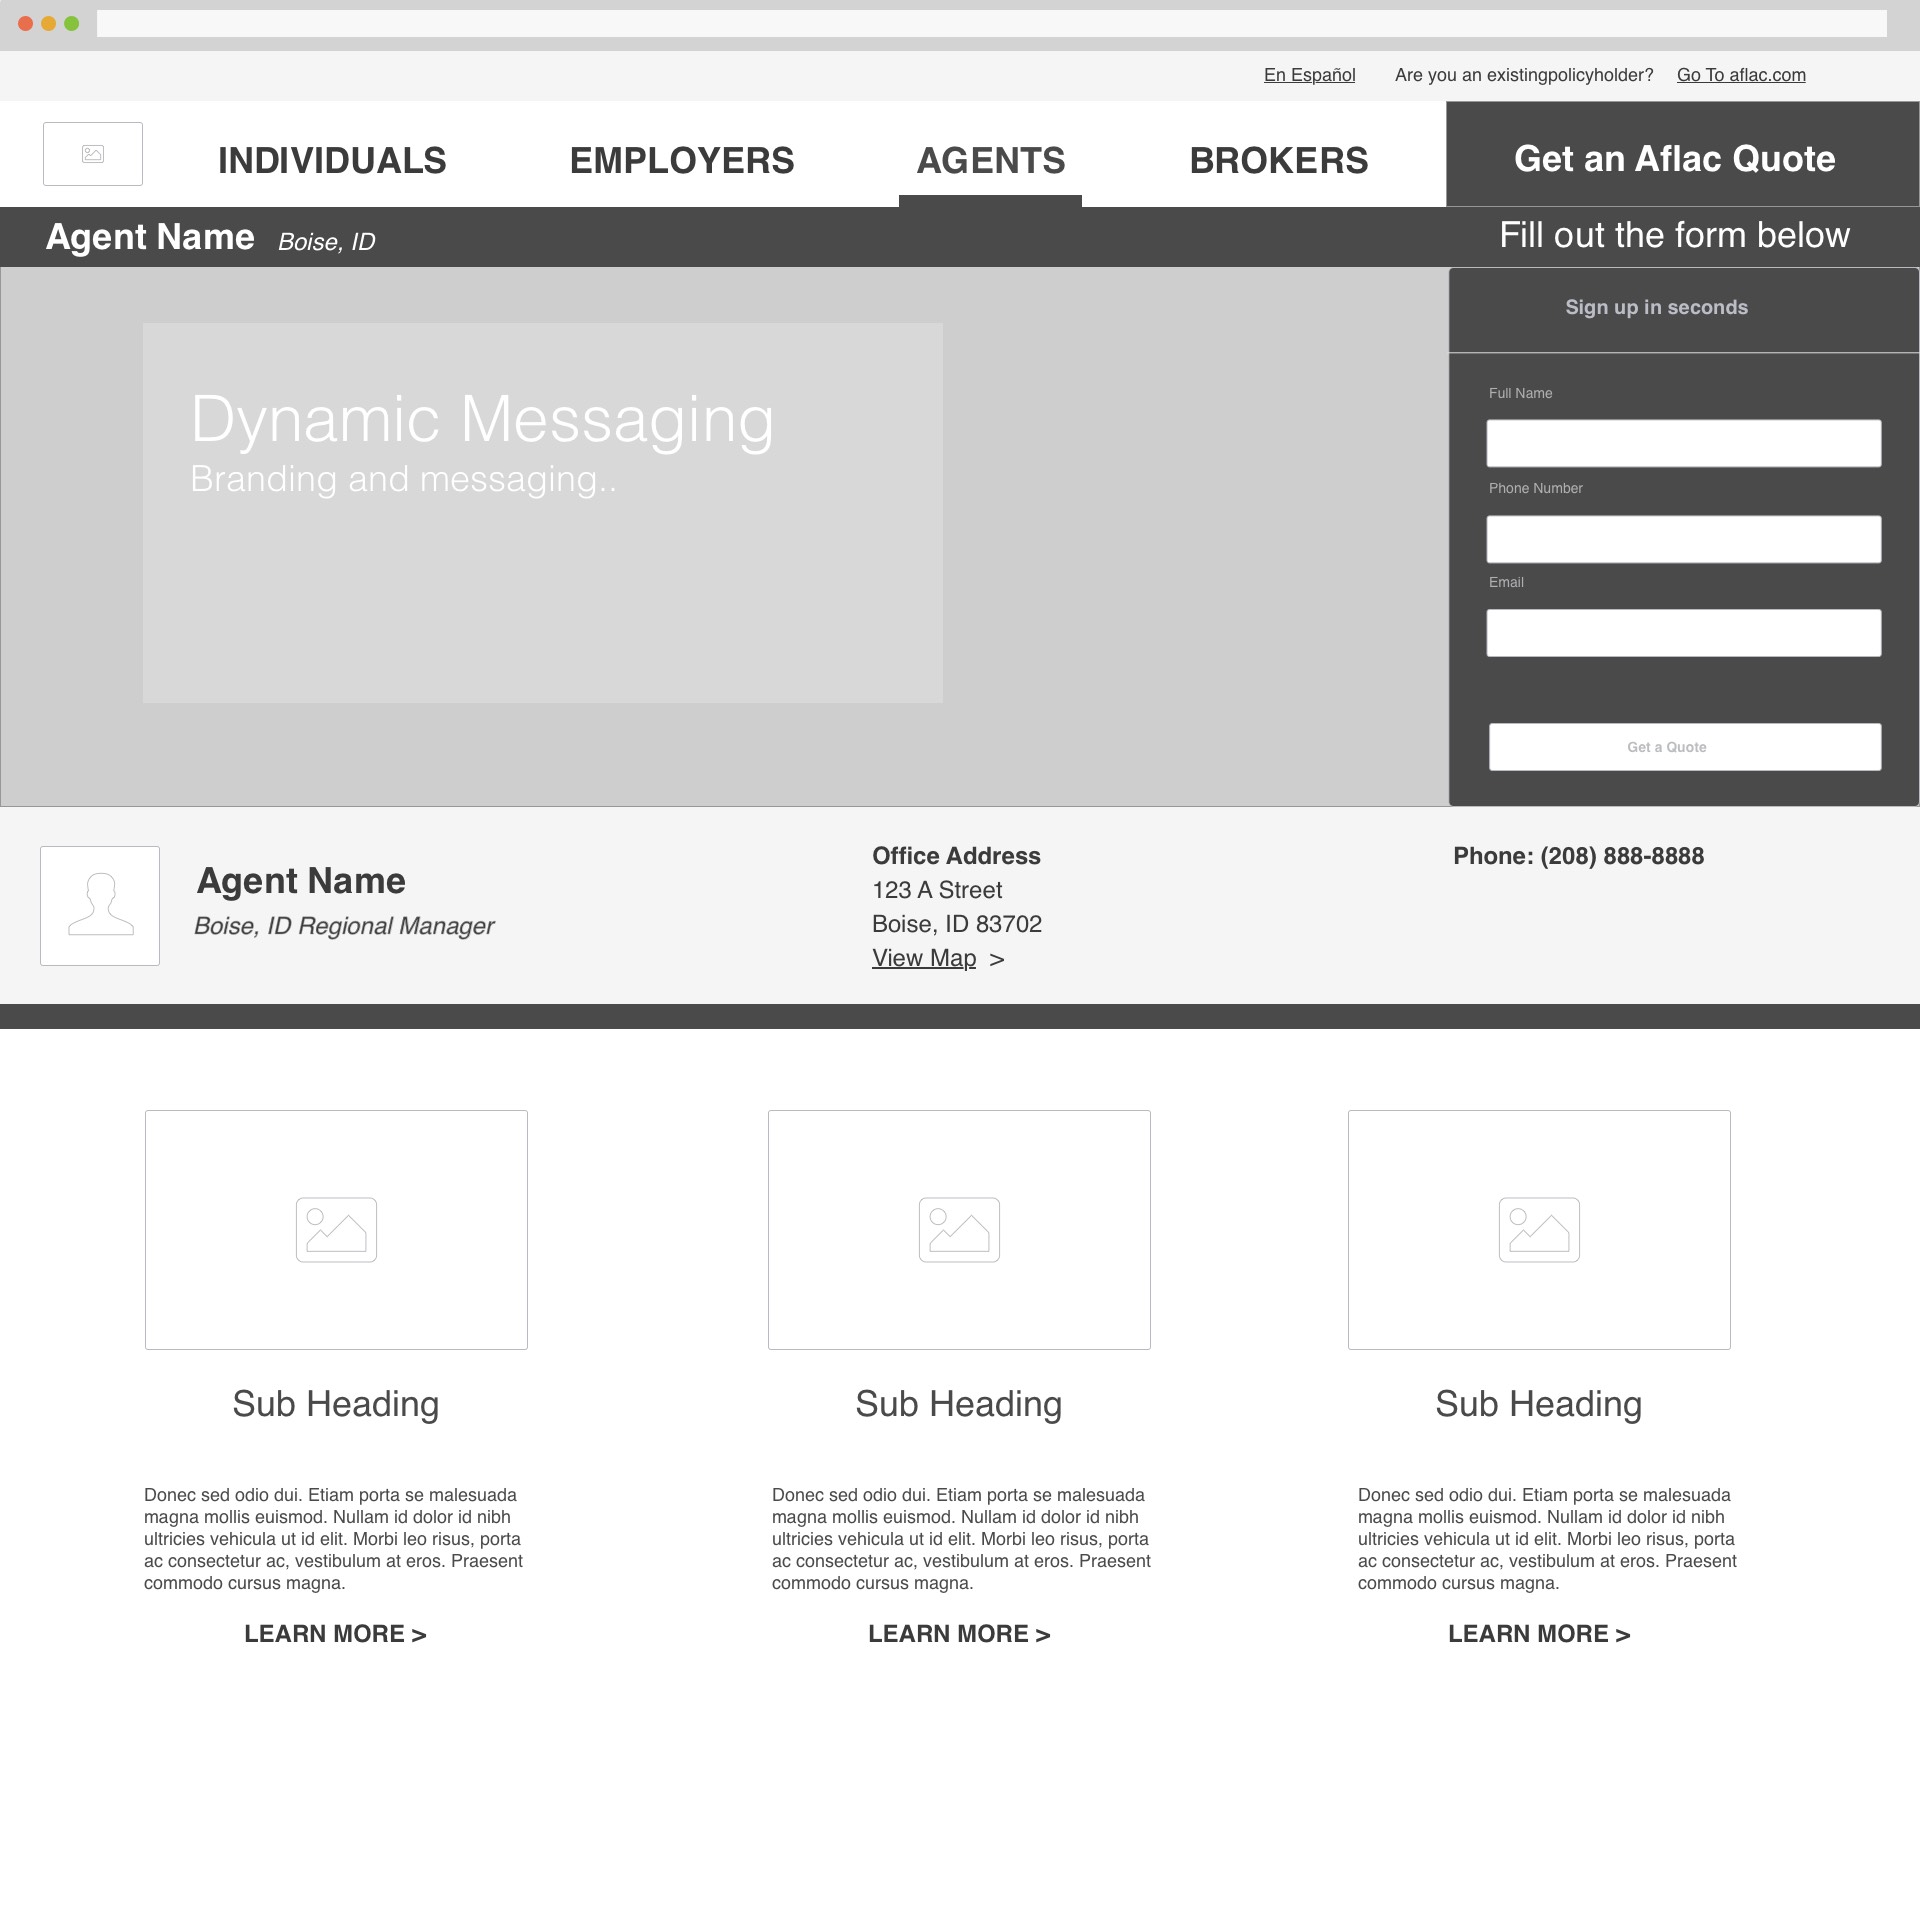 En Español Are you an existingpolicyholder? Go To aflac.com
INDIVIDUALS EMPLOYERS AGENTS BROKERS Get an Aflac Quote
Agent Name Boise, ID Fill out the form below
Sign up in seconds
Dynamic Messaging
Branding and messaging..
Full Name
Phone Number
Email
Get a Quote
Agent Name
Boise, ID Regional Manager
Office Address
123 A Street
Boise, ID 83702
View Map >
Phone: (208) 888-8888
Sub Heading
Donec sed odio dui. Etiam porta se malesuada
magna mollis euismod. Nullam id dolor id nibh
ultricies vehicula ut id elit. Morbi leo risus, porta
ac consectetur ac, vestibulum at eros. Praesent
commodo cursus magna.
LEARN MORE >
Sub Heading
Donec sed odio dui. Etiam porta se malesuada
magna mollis euismod. Nullam id dolor id nibh
ultricies vehicula ut id elit. Morbi leo risus, porta
ac consectetur ac, vestibulum at eros. Praesent
commodo cursus magna.
LEARN MORE >
Sub Heading
Donec sed odio dui. Etiam porta se malesuada
magna mollis euismod. Nullam id dolor id nibh
ultricies vehicula ut id elit. Morbi leo risus, porta
ac consectetur ac, vestibulum at eros. Praesent
commodo cursus magna.
LEARN MORE >